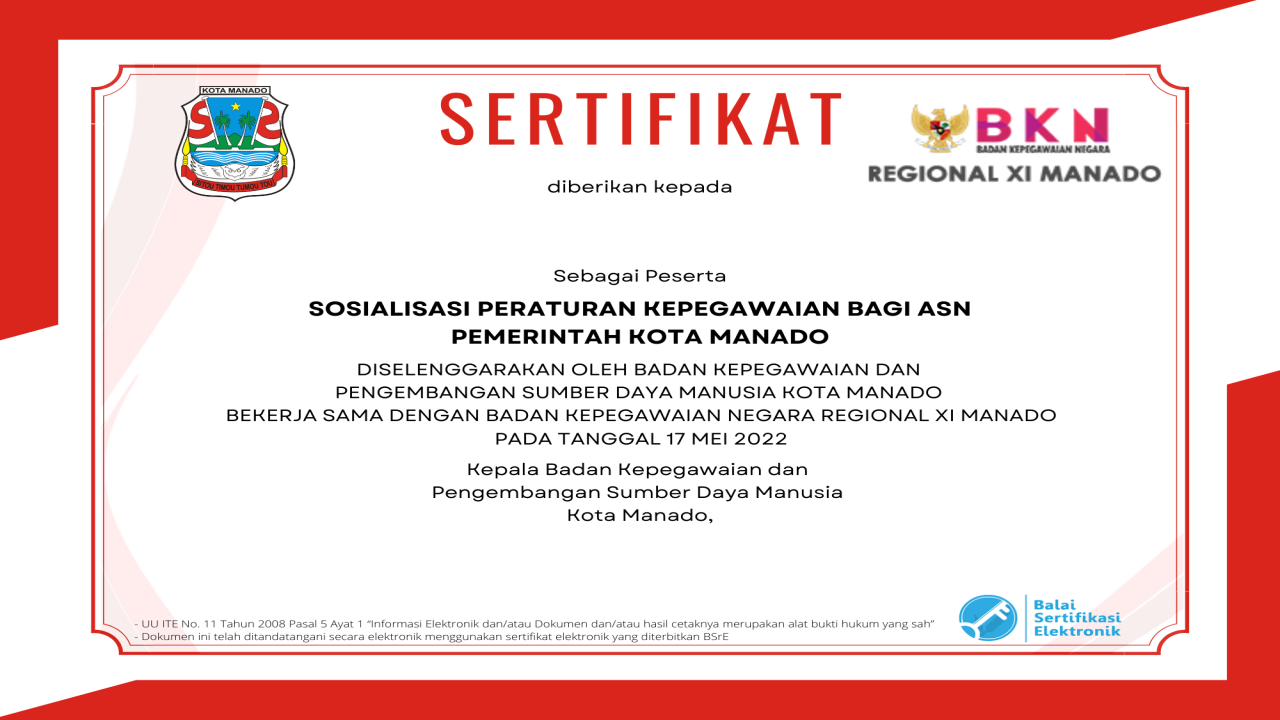 KOTA MANADO
SI TOU TIMOU TUMOU TOU
SERTIFIKAT
BKN
BADAN KEPEGAWAIAN NEGARA
REGIONAL XI MANADO
diberikan kepada
Sebagai Peserta
SOSIALISASI PERATURAN KEPEGAWAIAN BAGI ASN
PEMERINTAH KOTA MANADO
DISELENGGARAKAN OLEH BADAN KEPEGAWAIAN DAN
PENGEMBANGAN SUMBER DAYA MANUSIA KOTA MANADO
BEKERJA SAMA DENGAN BADAN KEPEGAWAIAN NEGARA REGIONAL XI MANADO
PADA TANGGAL 17 MEI 2022
Kepala Badan Kepegawaian dan
Pengembangan Sumber Daya Manusia
Kota Manado,
- UU ITE No. 11 Tahun 2008 Pasal 5 Ayat 1 “Informasi Elektronik dan/atau Dokumen dan/atau hasil cetaknya merupakan alat bukti hukum yang sah”
- Dokumen ini telah ditandatangani secara elektronik menggunakan sertifikat elektronik yang diterbitkan BSrE
Balai
Sertifikasi
Elektronik